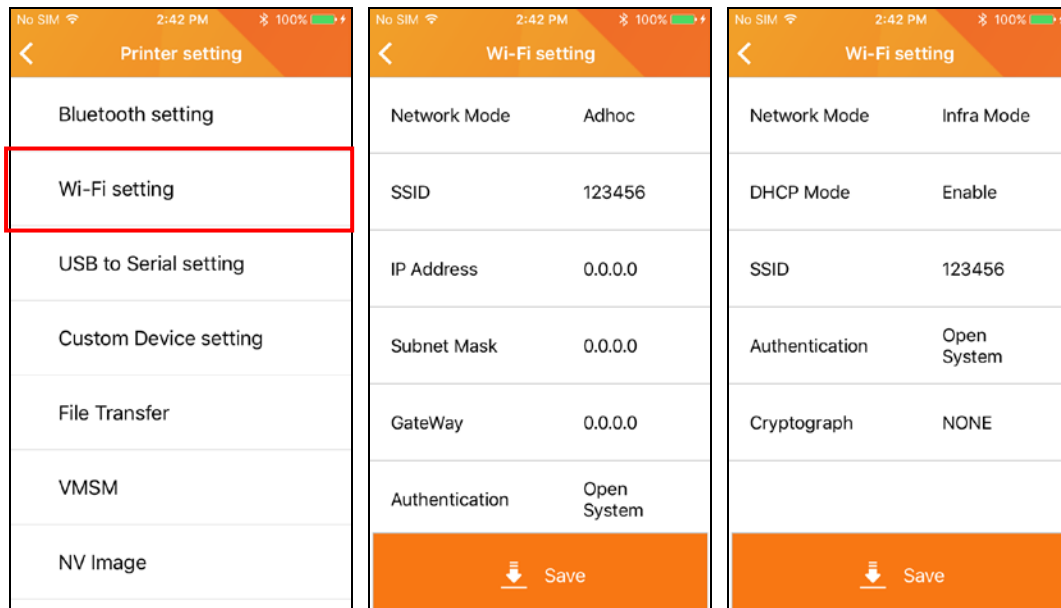 No SIM 2:42 PM 100%
Printer setting
Bluetooth setting
Wi-Fi setting
USB to Serial setting
Custom Device setting
File Transfer
VMSM
NV Image
No SIM 2:42 PM 100%
Wi-Fi setting
Network Mode Adhoc
SSID 123456
IP Address 0.0.0.0
Subnet Mask 0.0.0.0
GateWay 0.0.0.0
Authentication Open
System
Save
No SIM 2:42 PM 100%
Wi-Fi setting
Network Mode Infra Mode
DHCP Mode Enable
SSID 123456
Authentication Open
System
Cryptograph NONE
Save